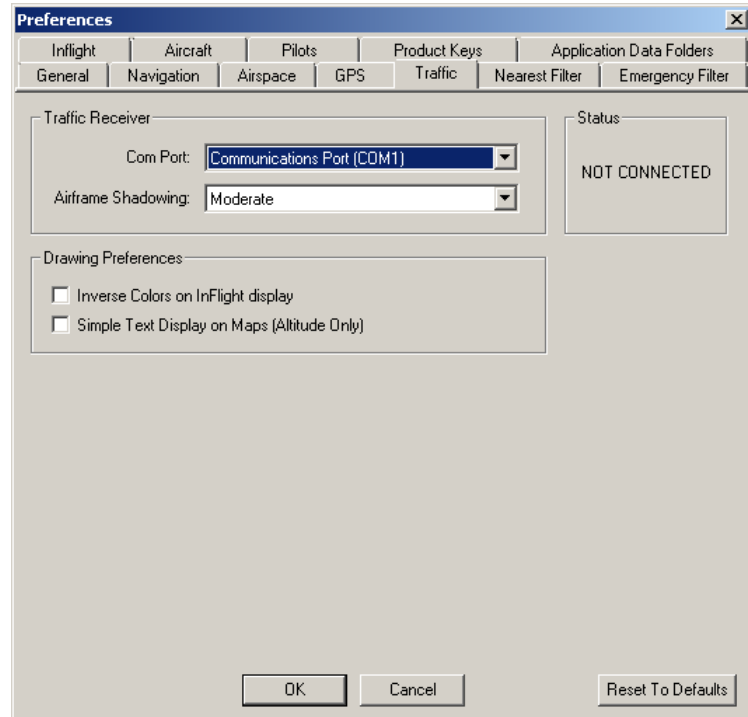 Preferences
Inflight Aircraft Pilots Product Keys Application Data Folders
General Navigation Airspace GPS Traffic Nearest Filter Emergency Filter
Traffic Receiver
Com Port: Communications Port (COM1)
Airframe Shadowing: Moderate
Status
NOT CONNECTED
Drawing Preferences
Inverse Colors on InFlight display
Simple Text Display on Maps (Altitude Only)
OK Cancel Reset To Defaults